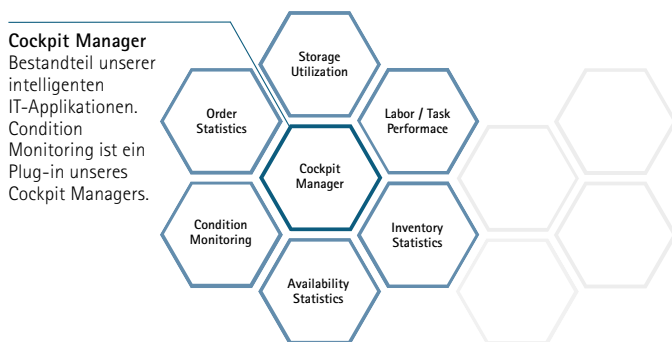 Cockpit Manager
Bestandteil unserer
intelligenten
IT-Applikationen.
Condition
Monitoring ist ein
Plug-in unseres
Cockpit Managers.
Storage
Utilization
Order
Statistics
Labor / Task
Performace
Cockpit
Manager
Condition
Monitoring
Inventory
Statistics
Availability
Statistics